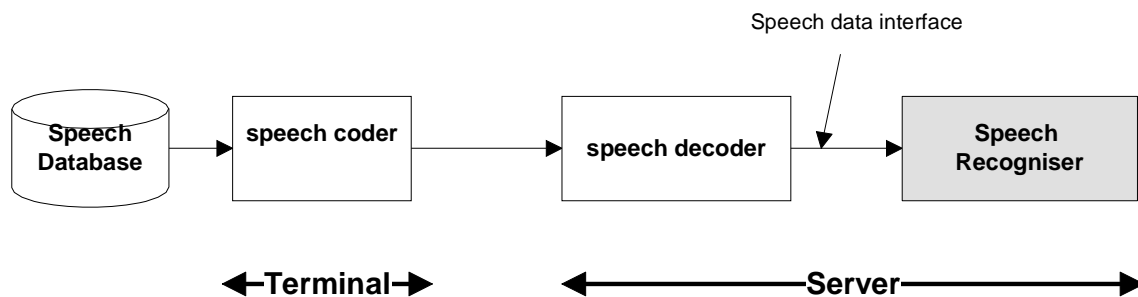 Speech data interface
Speech
Database
speech coder
speech decoder
Speech
Recogniser
Terminal
Server